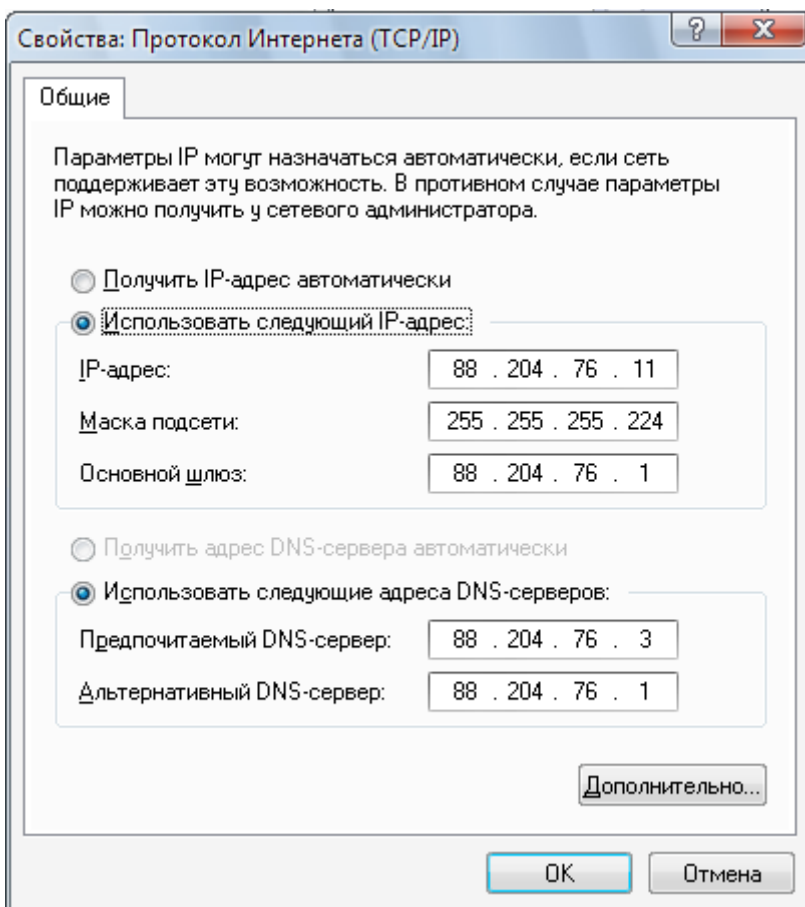 Свойства: Протокол Интернета (TCP/IP)
?
X
Общие
Параметры IP могут назначаться автоматически, если сеть
поддерживает эту возможность. В противном случае параметры
IP можно получить у сетевого администратора.
Получить IP-адрес автоматически
Использовать следующий IP-адрес:
IP-адрес: 88 . 204 . 76 . 11
Маска подсети: 255 . 255 . 255 . 224
Основной шлюз: 88 . 204 . 76 . 1
Получить адрес DNS-сервера автоматически
Использовать следующие адреса DNS-серверов:
Предпочитаемый DNS-сервер: 88 . 204 . 76 . 3
Альтернативный DNS-сервер: 88 . 204 . 76 . 1
Дополнительно...
OK Отмена